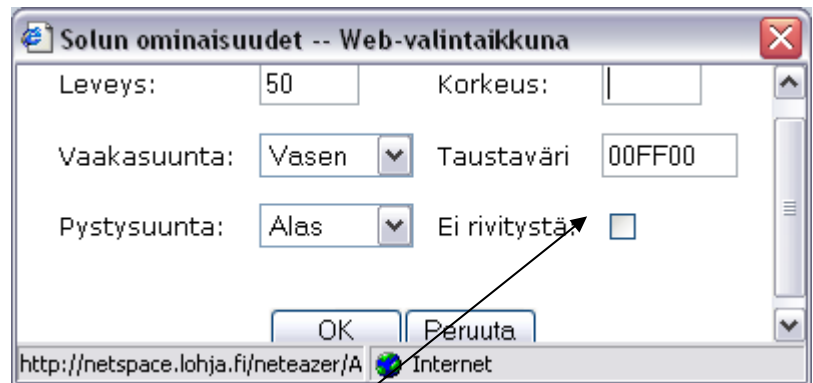 Solun ominaisuudet -- Web-valintaikkuna
Leveys: 50 Korkeus:
Vaakasuunta: Vasen Taustaväri 00FF00
Pystysuunta: Alas Ei rivitystä:
OK Peruuta
http://netspace.lohja.fi/neteazer/A Internet